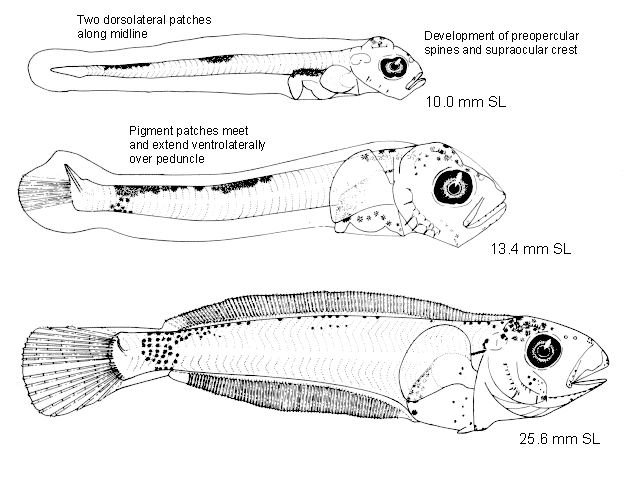 Two dorsolateral patches
along midline
Development of preopercular
spines and supraocular crest
10.0 mm SL
Pigment patches meet
and extend ventrolaterally
over peduncle
13.4 mm SL
25.6 mm SL